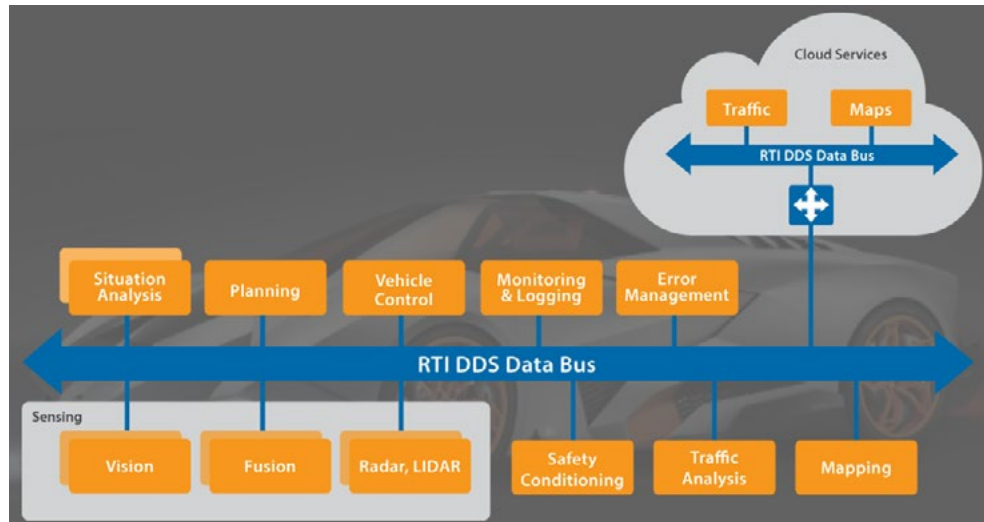 Cloud Services
Traffic
Maps
RTI DDS Data Bus
Situation
Analysis
Planning
Vehicle
Control
Monitoring
& Logging
Error
Management
RTI DDS Data Bus
Sensing
Vision
Fusion
Radar, LIDAR
Safety
Conditioning
Traffic
Analysis
Mapping